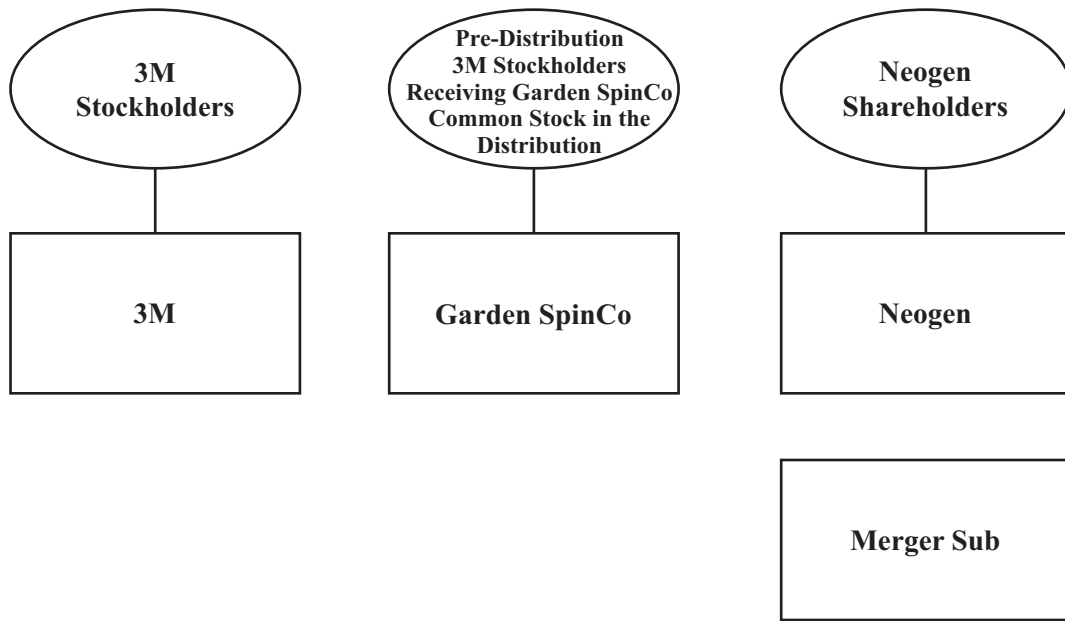 3M
Stockholders
Pre-Distribution
3M Stockholders
Receiving Garden SpinCo
Common Stock in the
Distribution
Neogen
Shareholders
3M
Garden SpinCo
Neogen
Merger Sub